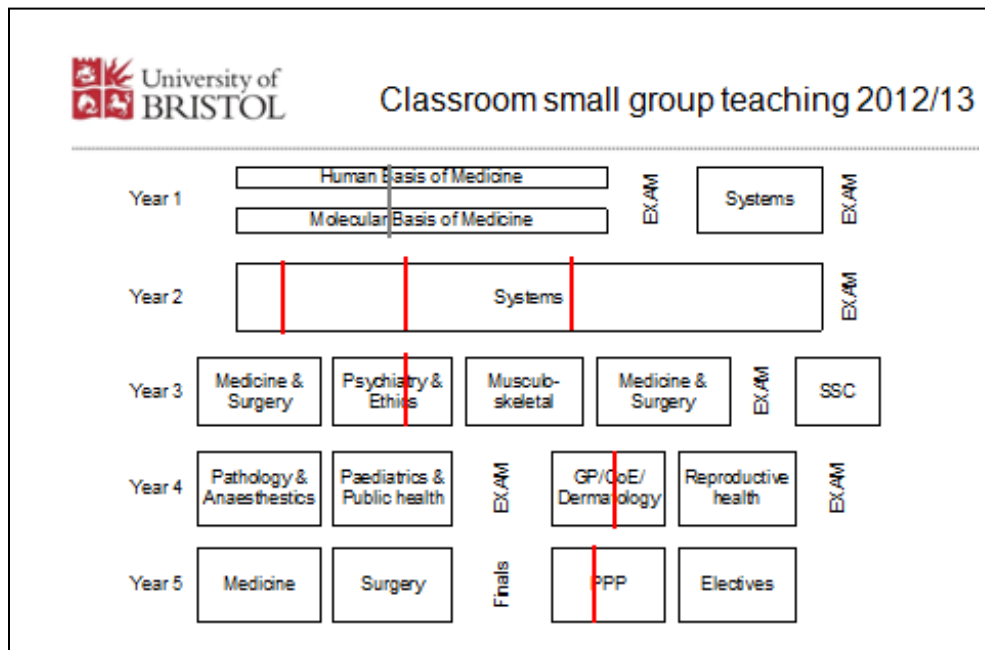 University of
BRISTOL
Classroom small group teaching 2012/13
Year 1
Human Basis of Medicine
Molecular Basis of Medicine
EXAM
Systems
EXAM
Year 2
Systems
EXAM
Year 3
Medicine &
Surgery
Psychiatry &
Ethics
Musculo-
skeletal
Medicine &
Surgery
EXAM
SSC
Year 4
Pathology &
Anaesthestics
Paediatrics &
Public health
EXAM
GP/CoE/
Dermatology
Reproductive
health
EXAM
Year 5
Medicine
Surgery
Finals
PPP
Electives